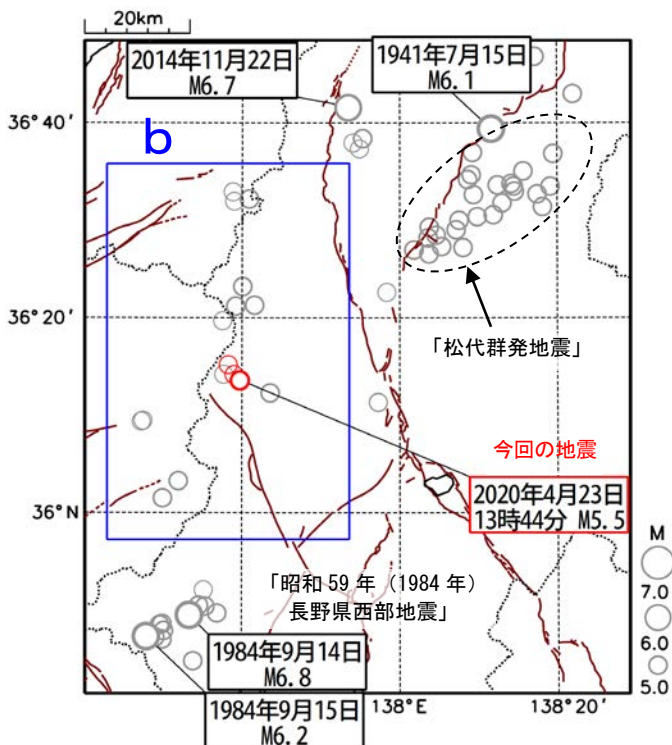 20km
2014年11月22日
M6.7
1941年7月15日
M6.1
36°40′
b
36°20′
「松代群発地震」
今回の地震
2020年4月23日
13時44分 M5.5
36°N
「昭和 59 年（1984 年）
長野県西部地震」
1984年9月14日
M6.8
1984年9月15日
M6.2
138°E
138°20′
M
7.0
6.0
5.0